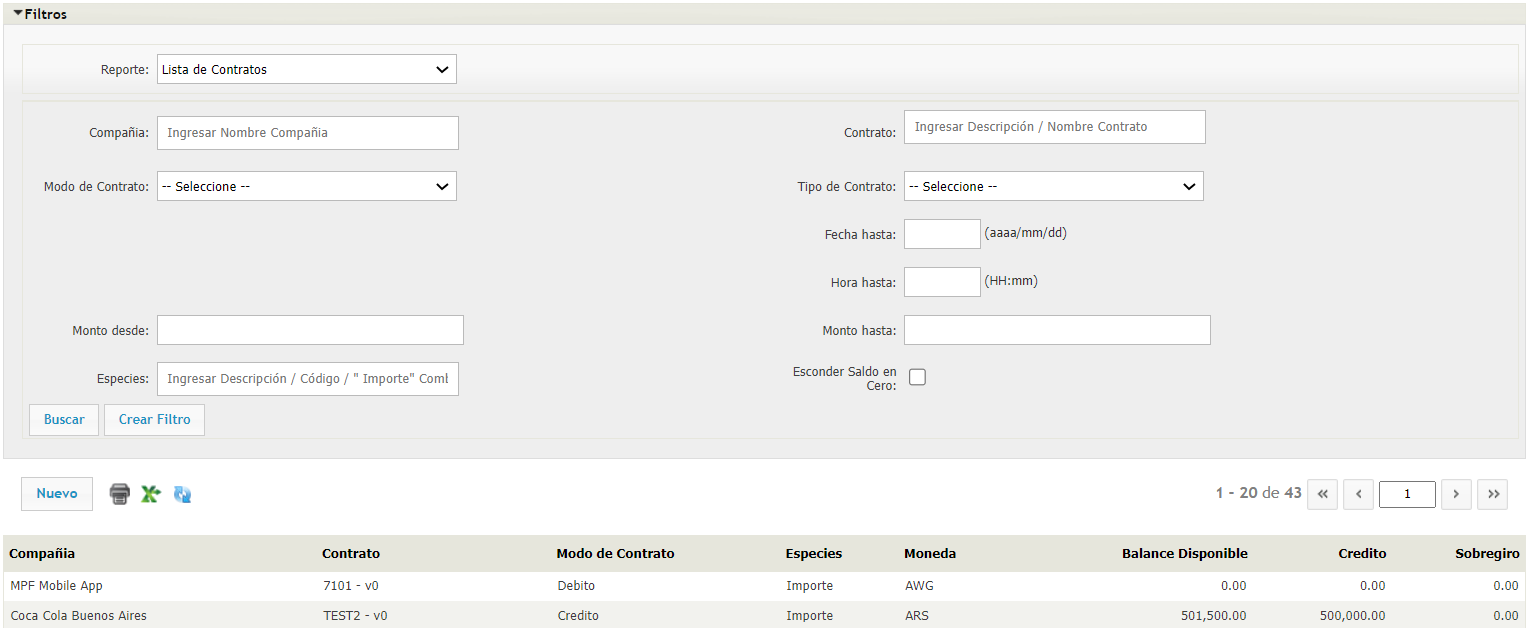 Filtros
Reporte: Lista de Contratos
Compañia: Ingresar Nombre Compañia Contrato: Ingresar Descripción / Nombre Contrato
Modo de Contrato: -- Seleccione -- Tipo de Contrato: -- Seleccione --
Fecha hasta: (aaaa/mm/dd)
Hora hasta: (HH:mm)
Monto desde: Monto hasta:
Especies: Ingresar Descripción / Código / " Importe" Comb Esconder Saldo en
Cero:
Buscar Crear Filtro
Nuevo 1 - 20 de 43 « ‹ 1 › »
Compañia Contrato Modo de Contrato Especies Moneda Balance Disponible Credito Sobregiro
MPF Mobile App 7101 - v0 Debito Importe AWG 0.00 0.00 0.00
Coca Cola Buenos Aires TEST2 - v0 Credito Importe ARS 501,500.00 500,000.00 0.00